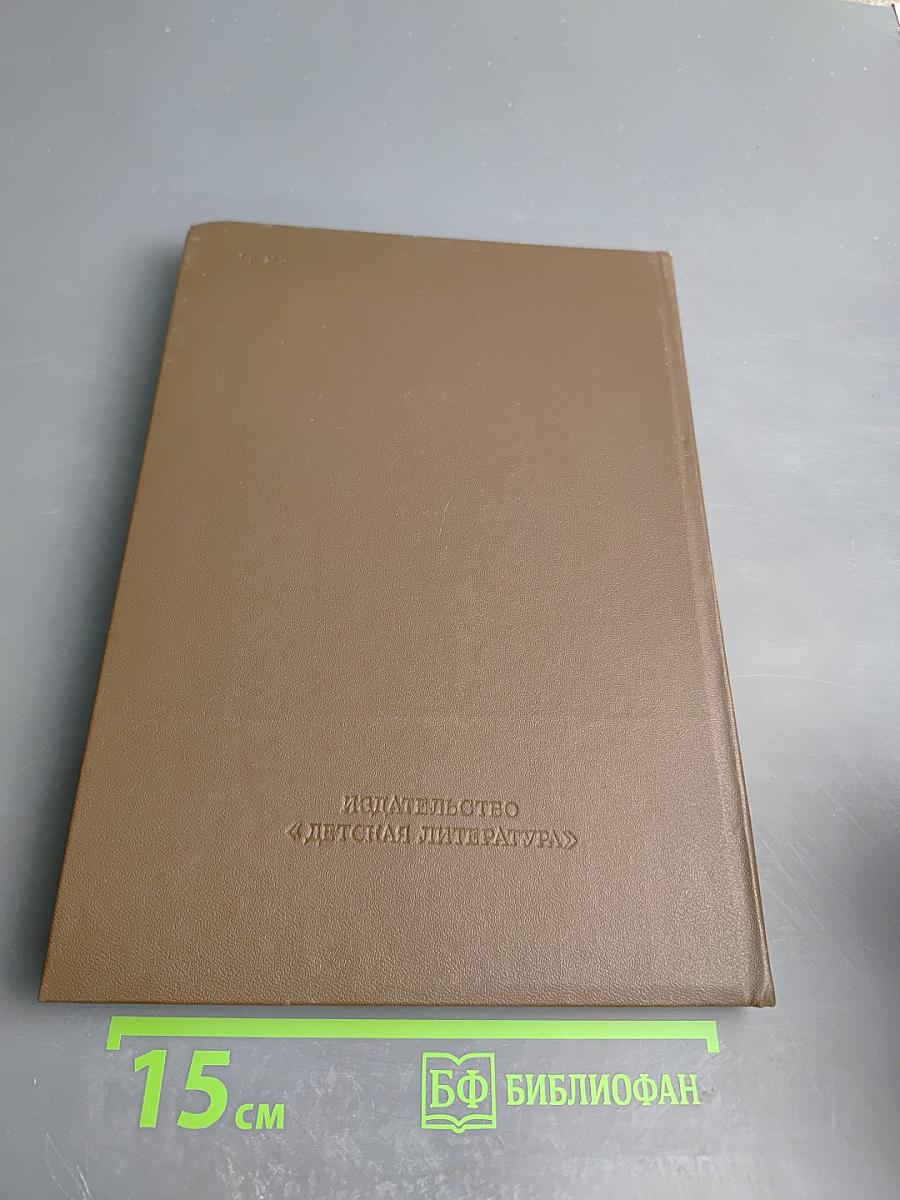 ИЗДАТЕЛЬСТВО
«ДЕТСКАЯ ЛИТЕРАТУРА»
15 см
БФ БИБЛИОФАН